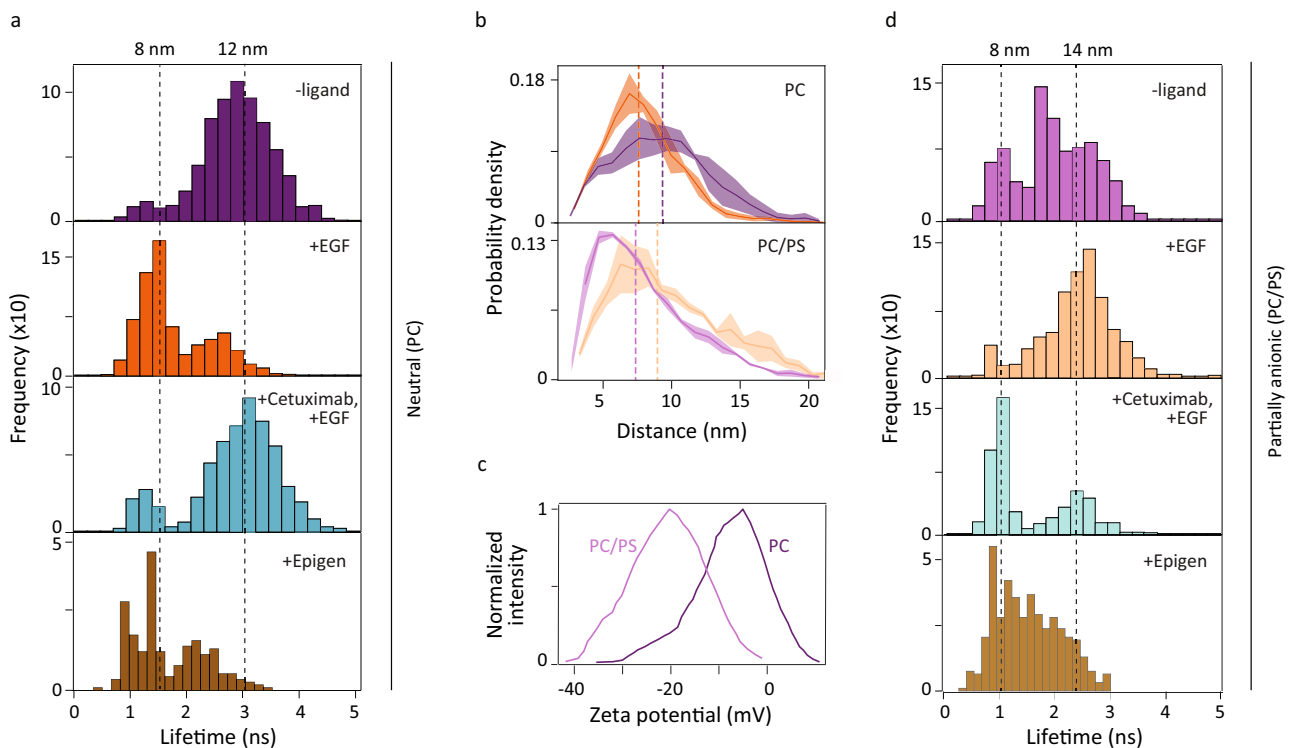 a
8 nm 12 nm
-ligand
10
0
+EGF
15
0
+Cetuximab,
+EGF
10
0
+Epigen
5
0
0 1 2 3 4 5
Lifetime (ns)
Frequency (x10)
Neutral (PC)
b
0.18
PC
0
0.13
PC/PS
0
5 10 15 20
Distance (nm)
Probability density
c
1
PC/PS PC
0
-40 -20 0
Zeta potential (mV)
Normalized
intensity
d
8 nm 14 nm
-ligand
15
0
+EGF
15
0
+Cetuximab,
+EGF
15
0
+Epigen
5
0
0 1 2 3 4 5
Lifetime (ns)
Frequency (x10)
Partially anionic (PC/PS)